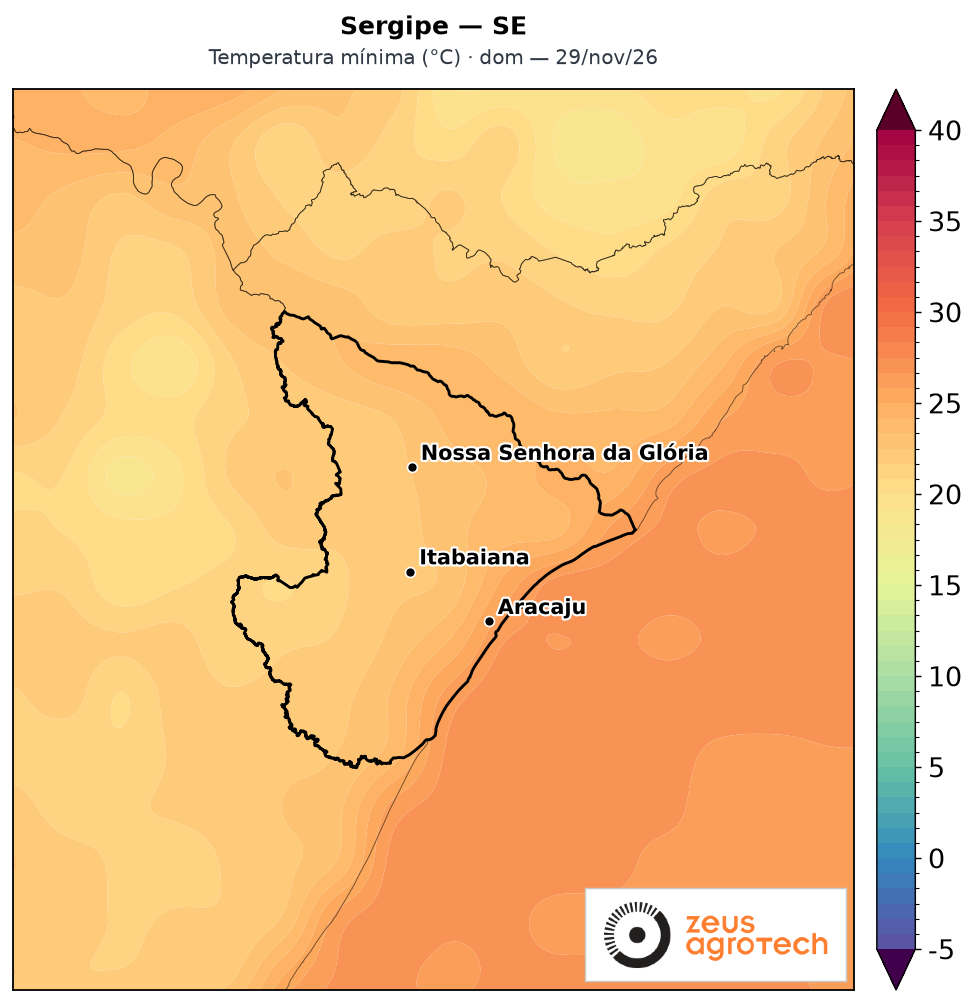 Sergipe — SE
Temperatura mínima (°C) · dom — 29/nov/26
40
35
30
25
20
15
10
5
0
-5
Nossa Senhora da Glória
Itabaiana
Aracaju
zeus
agrotech